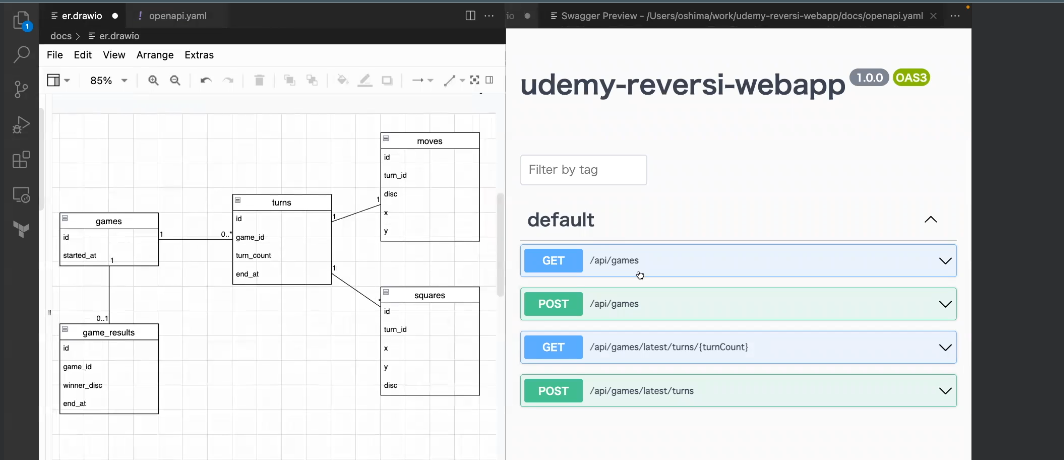 er.drawio
openapi.yaml
io
Swagger Preview - /Users/oshima/work/udemy-reversi-webapp/docs/openapi.yaml
1
docs > er.drawio
File Edit View Arrange Extras
85%
udemy-reversi-webapp 1.0.0 OAS3
Filter by tag
default
GET /api/games
POST /api/games
GET /api/games/latest/turns/{turnCount}
POST /api/games/latest/turns
moves
id
turn_id
disc
x
y
turns
id
game_id
turn_count
end_at
games
id
started_at
1
0..*
1
1
1
1
0..1
squares
id
turn_id
x
y
disc
game_results
id
game_id
winner_disc
end_at